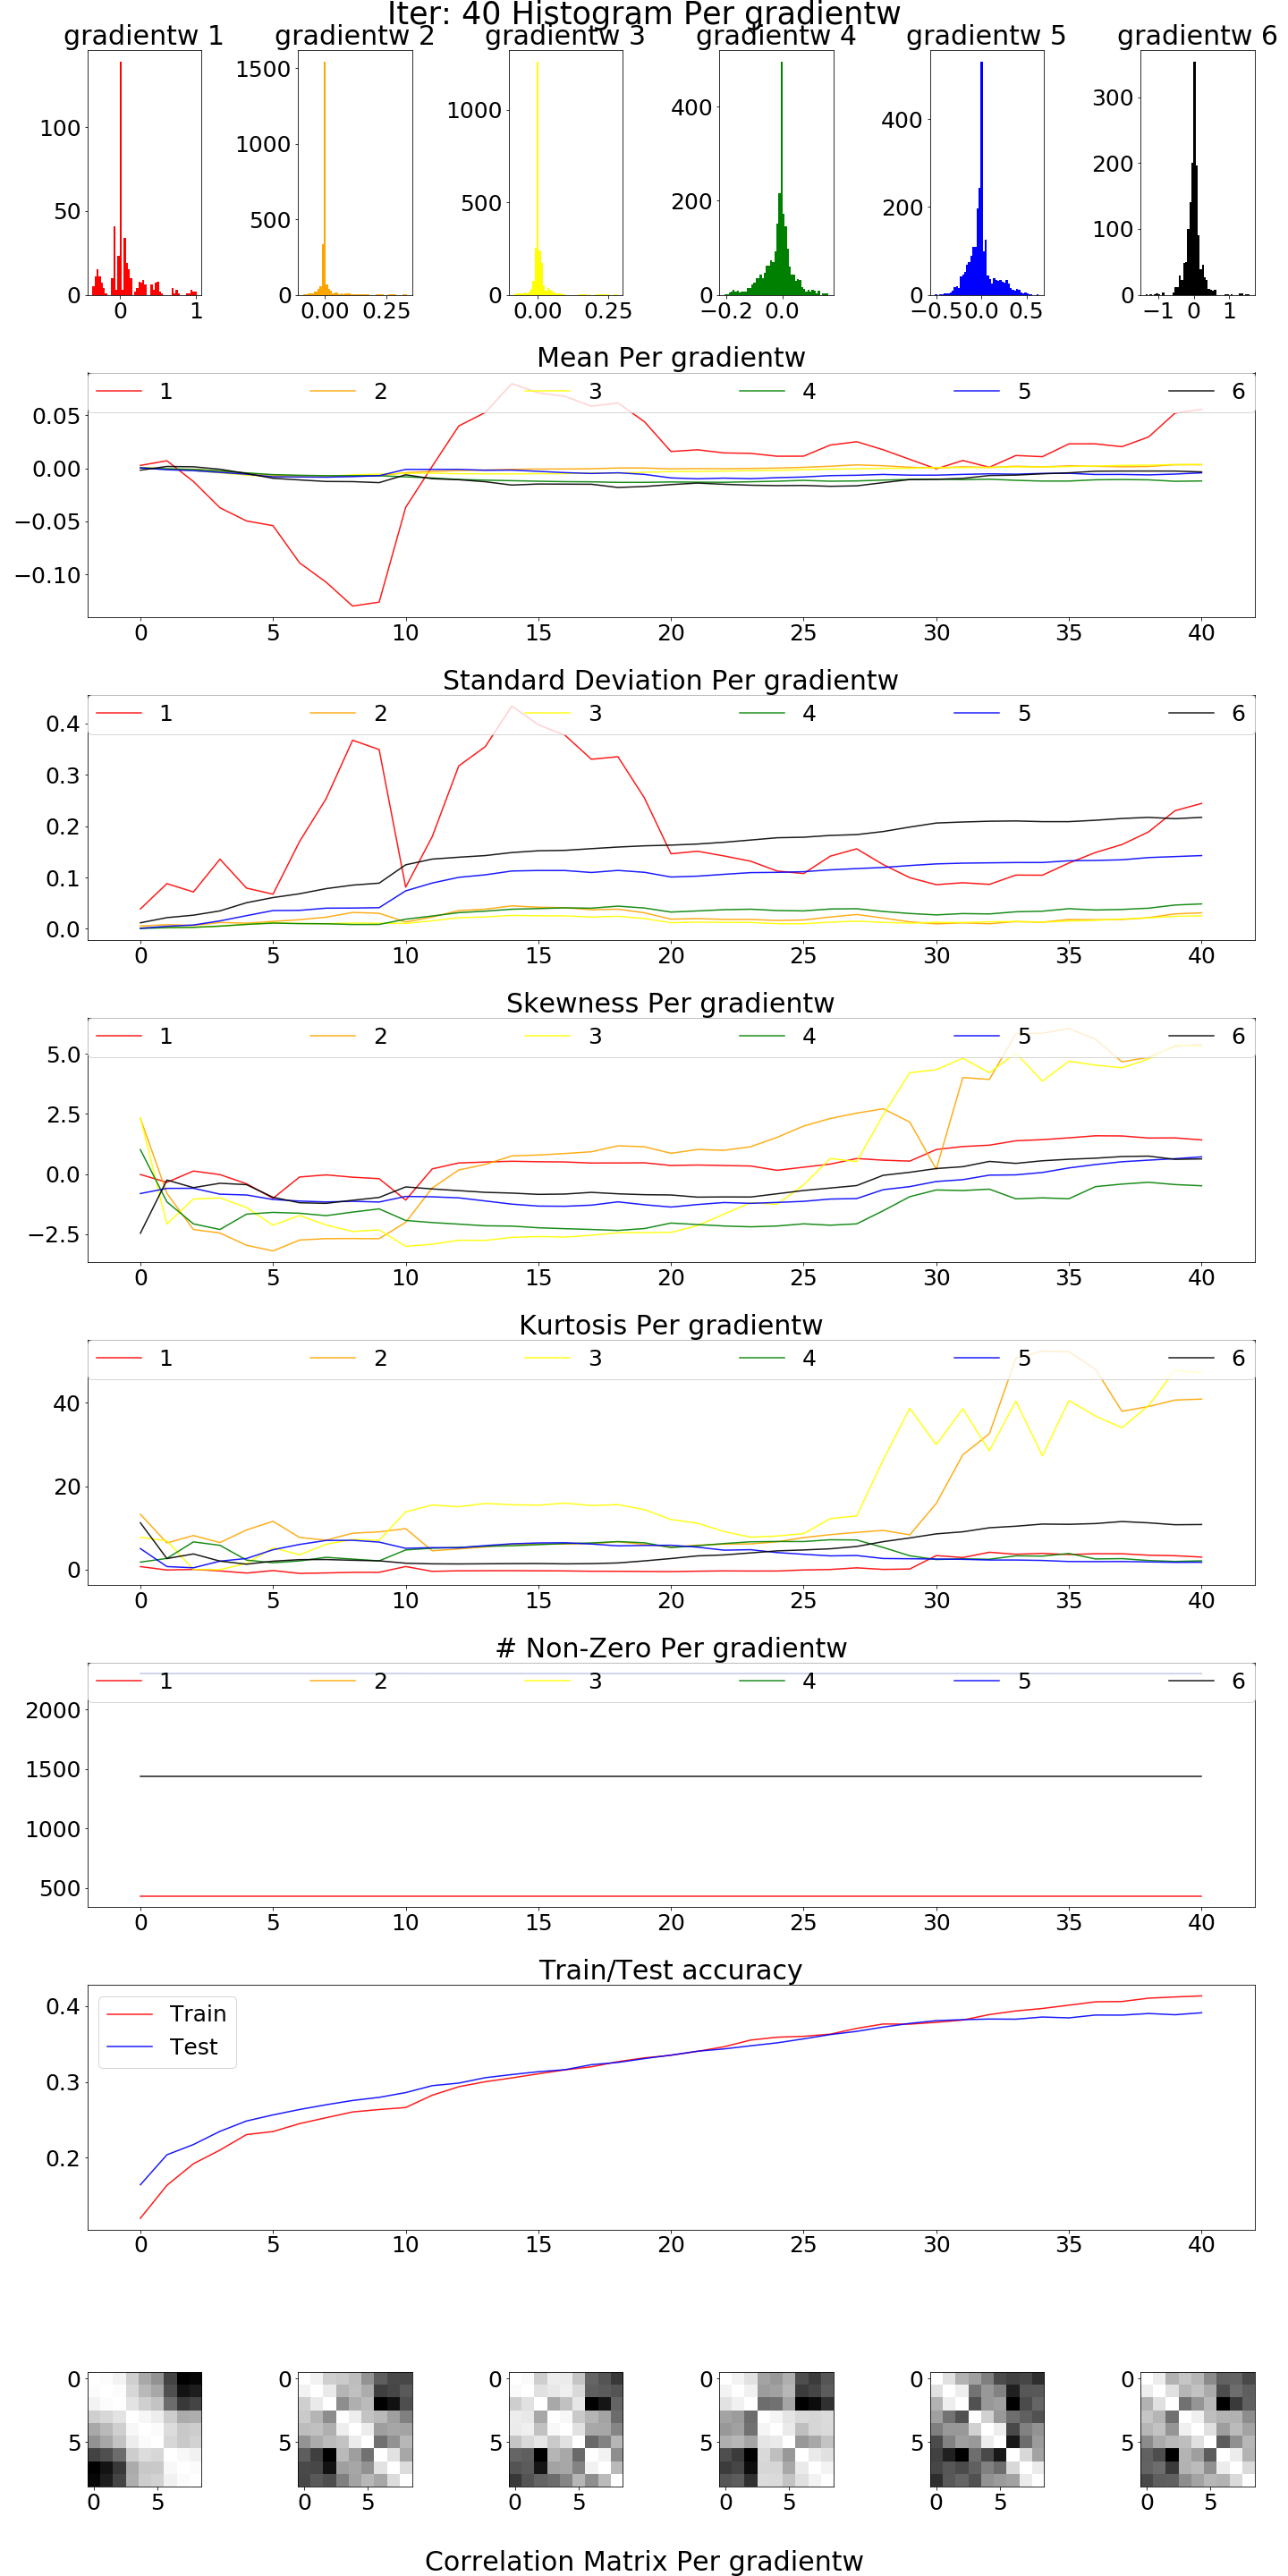 Iter: 40 Histogram Per gradientw
gradientw 1 gradientw 2 gradientw 3 gradientw 4 gradientw 5 gradientw 6
100
50
0
0 1
1500
1000
500
0
0.00 0.25
1000
500
0
0.00 0.25
400
200
0
−0.2 0.0
400
200
0
−0.5 0.0 0.5
300
200
100
0
−1 0 1
Mean Per gradientw
1 2 3 4 5 6
0.05
0.00
−0.05
−0.10
0 5 10 15 20 25 30 35 40
Standard Deviation Per gradientw
1 2 3 4 5 6
0.4
0.3
0.2
0.1
0.0
0 5 10 15 20 25 30 35 40
Skewness Per gradientw
1 2 3 4 5 6
5.0
2.5
0.0
−2.5
0 5 10 15 20 25 30 35 40
Kurtosis Per gradientw
1 2 3 4 5 6
40
20
0
0 5 10 15 20 25 30 35 40
# Non-Zero Per gradientw
1 2 3 4 5 6
2000
1500
1000
500
0 5 10 15 20 25 30 35 40
Train/Test accuracy
Train
Test
0.4
0.3
0.2
0 5 10 15 20 25 30 35 40
0 0 0 0 0 0
5 5 5 5 5 5
0 5 0 5 0 5 0 5 0 5 0 5
Correlation Matrix Per gradientw